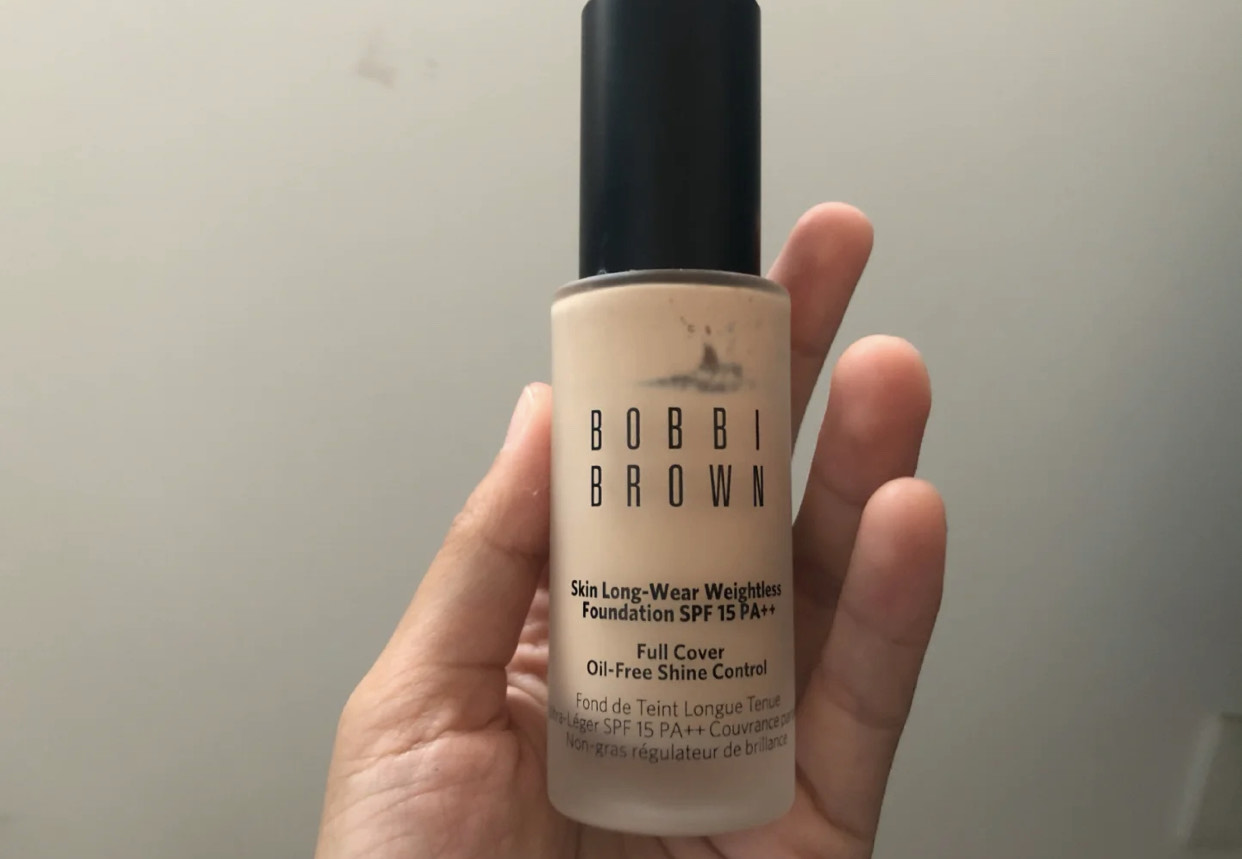 BOBBI
BROWN
Skin Long-Wear Weightless
Foundation SPF 15 PA++
Full Cover
Oil-Free Shine Control
Fond de Teint Longue Tenue
Léger SPF 15 PA++ Couvrance
Non-gras régulateur de brillance